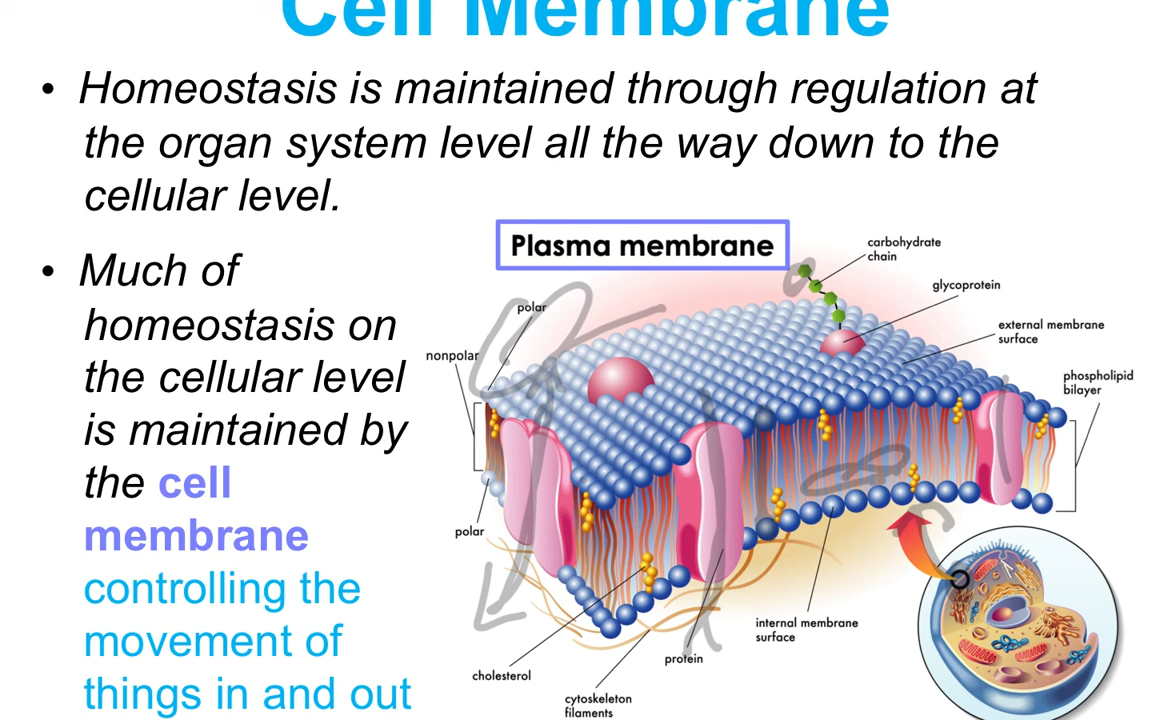 Cell Membrane
• Homeostasis is maintained through regulation at
the organ system level all the way down to the
cellular level.
• Much of
homeostasis on
the cellular level
is maintained by
the cell
membrane
controlling the
movement of
things in and out
Plasma membrane
carbohydrate
chain
glycoprotein
polar
external membrane
surface
nonpolar
phospholipid
bilayer
polar
internal membrane
surface
protein
cholesterol
cytoskeleton
filaments